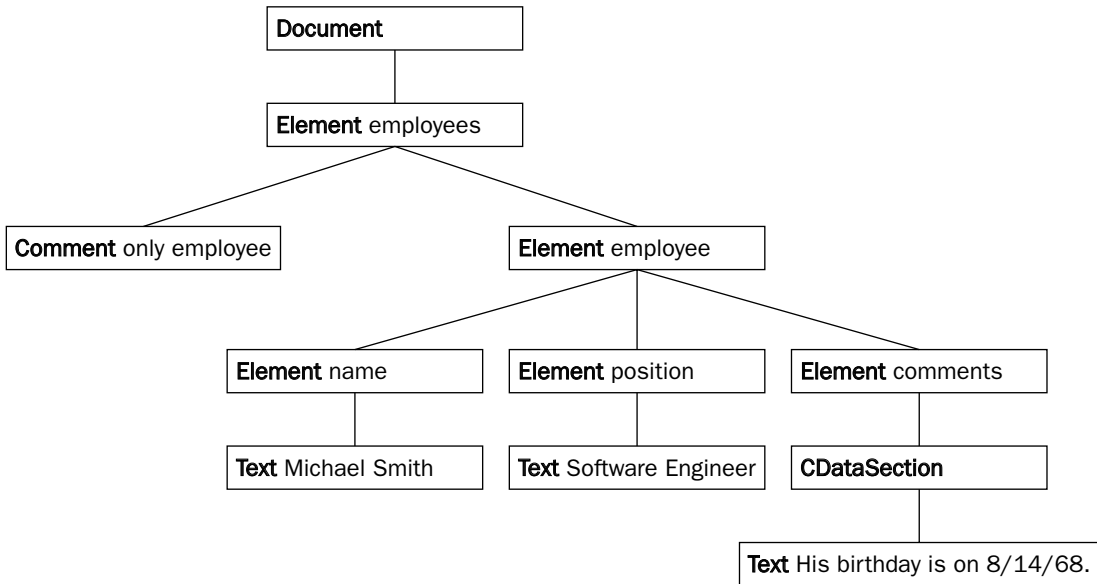 Document
Element employees
Comment only employee
Element employee
Element name
Element position
Element comments
Text Michael Smith
Text Software Engineer
CDataSection
Text His birthday is on 8/14/68.